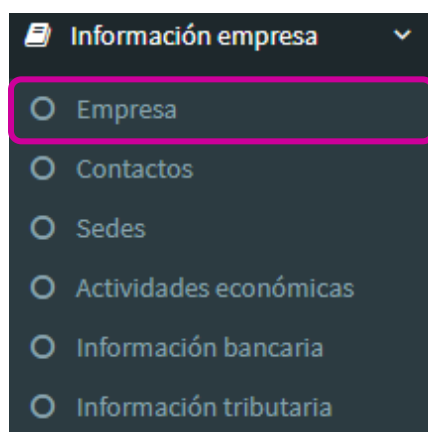 Información empresa
Empresa
Contactos
Sedes
Actividades económicas
Información bancaria
Información tributaria